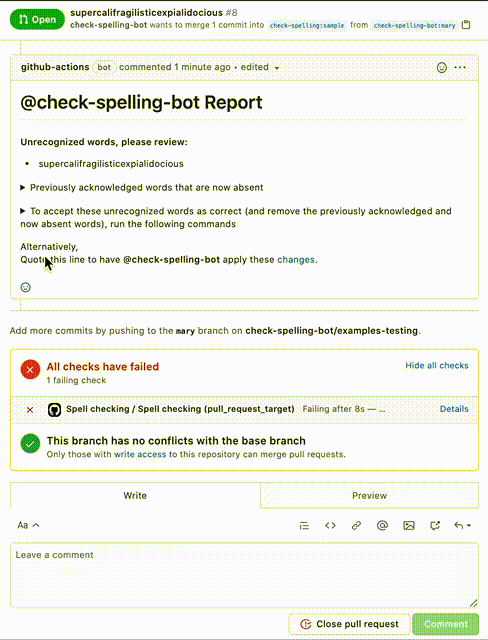 Open
supercalifragilisticexpialidocious #8
check-spelling-bot wants to merge 1 commit into check-spelling:sample from check-spelling-bot:mary
github-actions bot commented 1 minute ago • edited
@check-spelling-bot Report
Unrecognized words, please review:
• supercalifragilisticexpialidocious
Previously acknowledged words that are now absent
To accept these unrecognized words as correct (and remove the previously acknowledged and
now absent words), run the following commands
Alternatively,
Quote this line to have @check-spelling-bot apply these changes.
Add more commits by pushing to the mary branch on check-spelling-bot/examples-testing.
All checks have failed
Hide all checks
1 failing check
Spell checking / Spell checking (pull_request_target) Failing after 8s — ...
Details
This branch has no conflicts with the base branch
Only those with write access to this repository can merge pull requests.
Write
Preview
Aa
Leave a comment
Close pull request
Comment